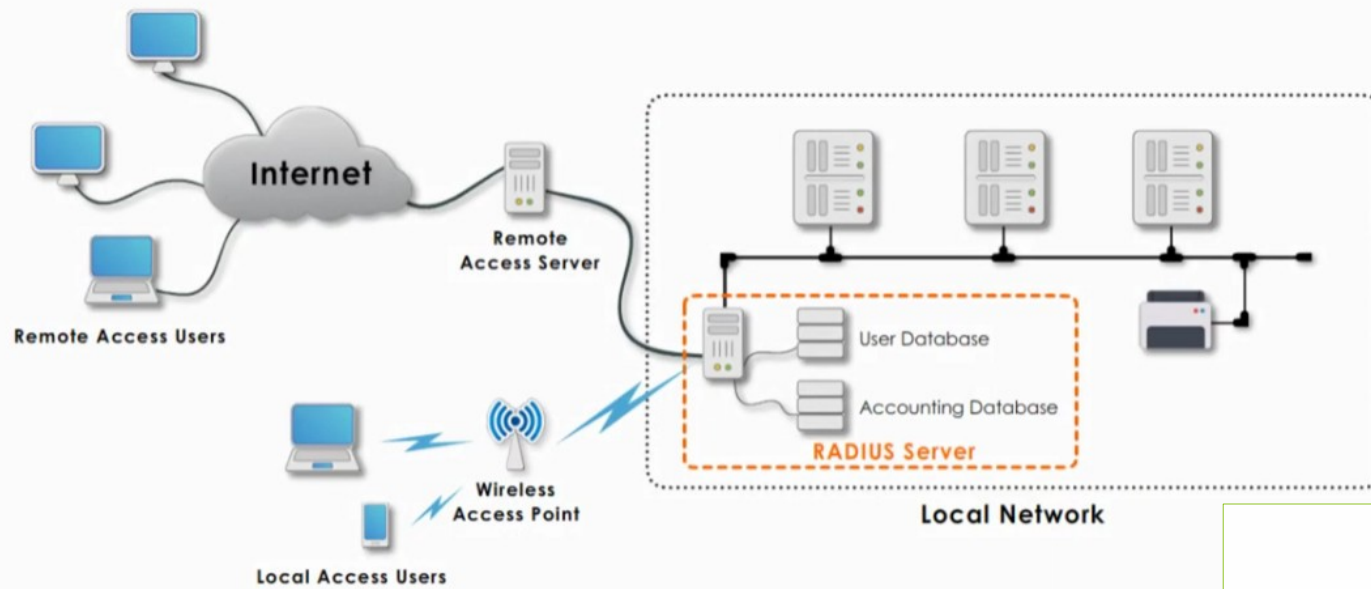 Internet
Remote
Access Server
Remote Access Users
User Database
Accounting Database
RADIUS Server
Wireless
Access Point
Local Network
Local Access Users